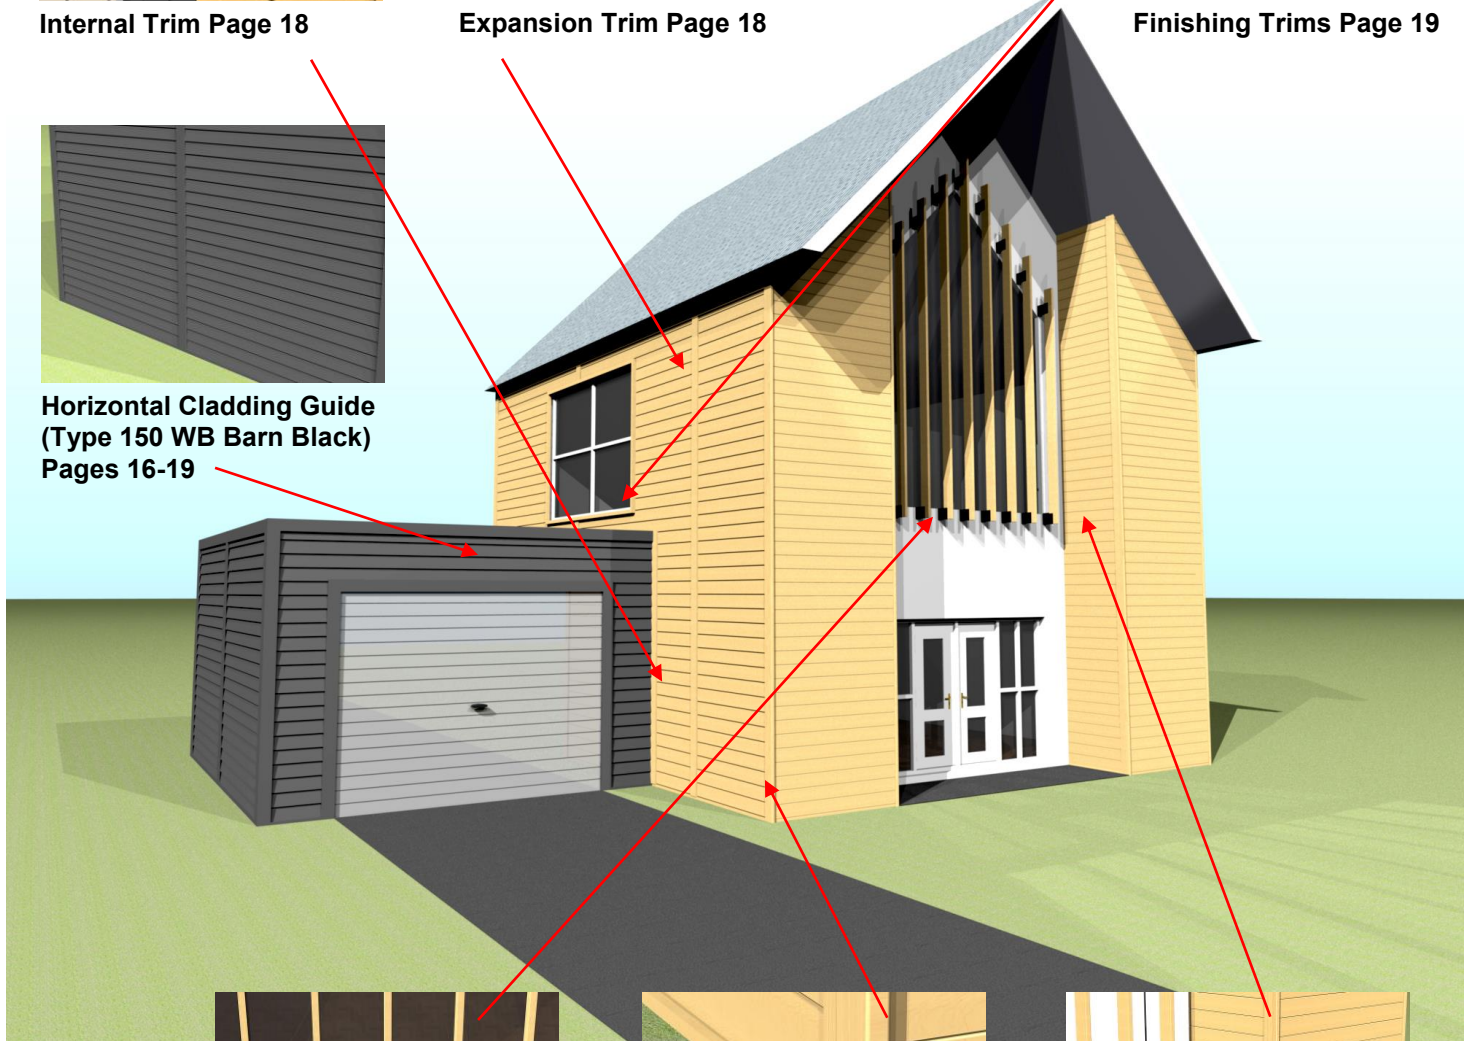 Internal Trim Page 18
Expansion Trim Page 18
Finishing Trims Page 19
Horizontal Cladding Guide
(Type 150 WB Barn Black)
Pages 16-19